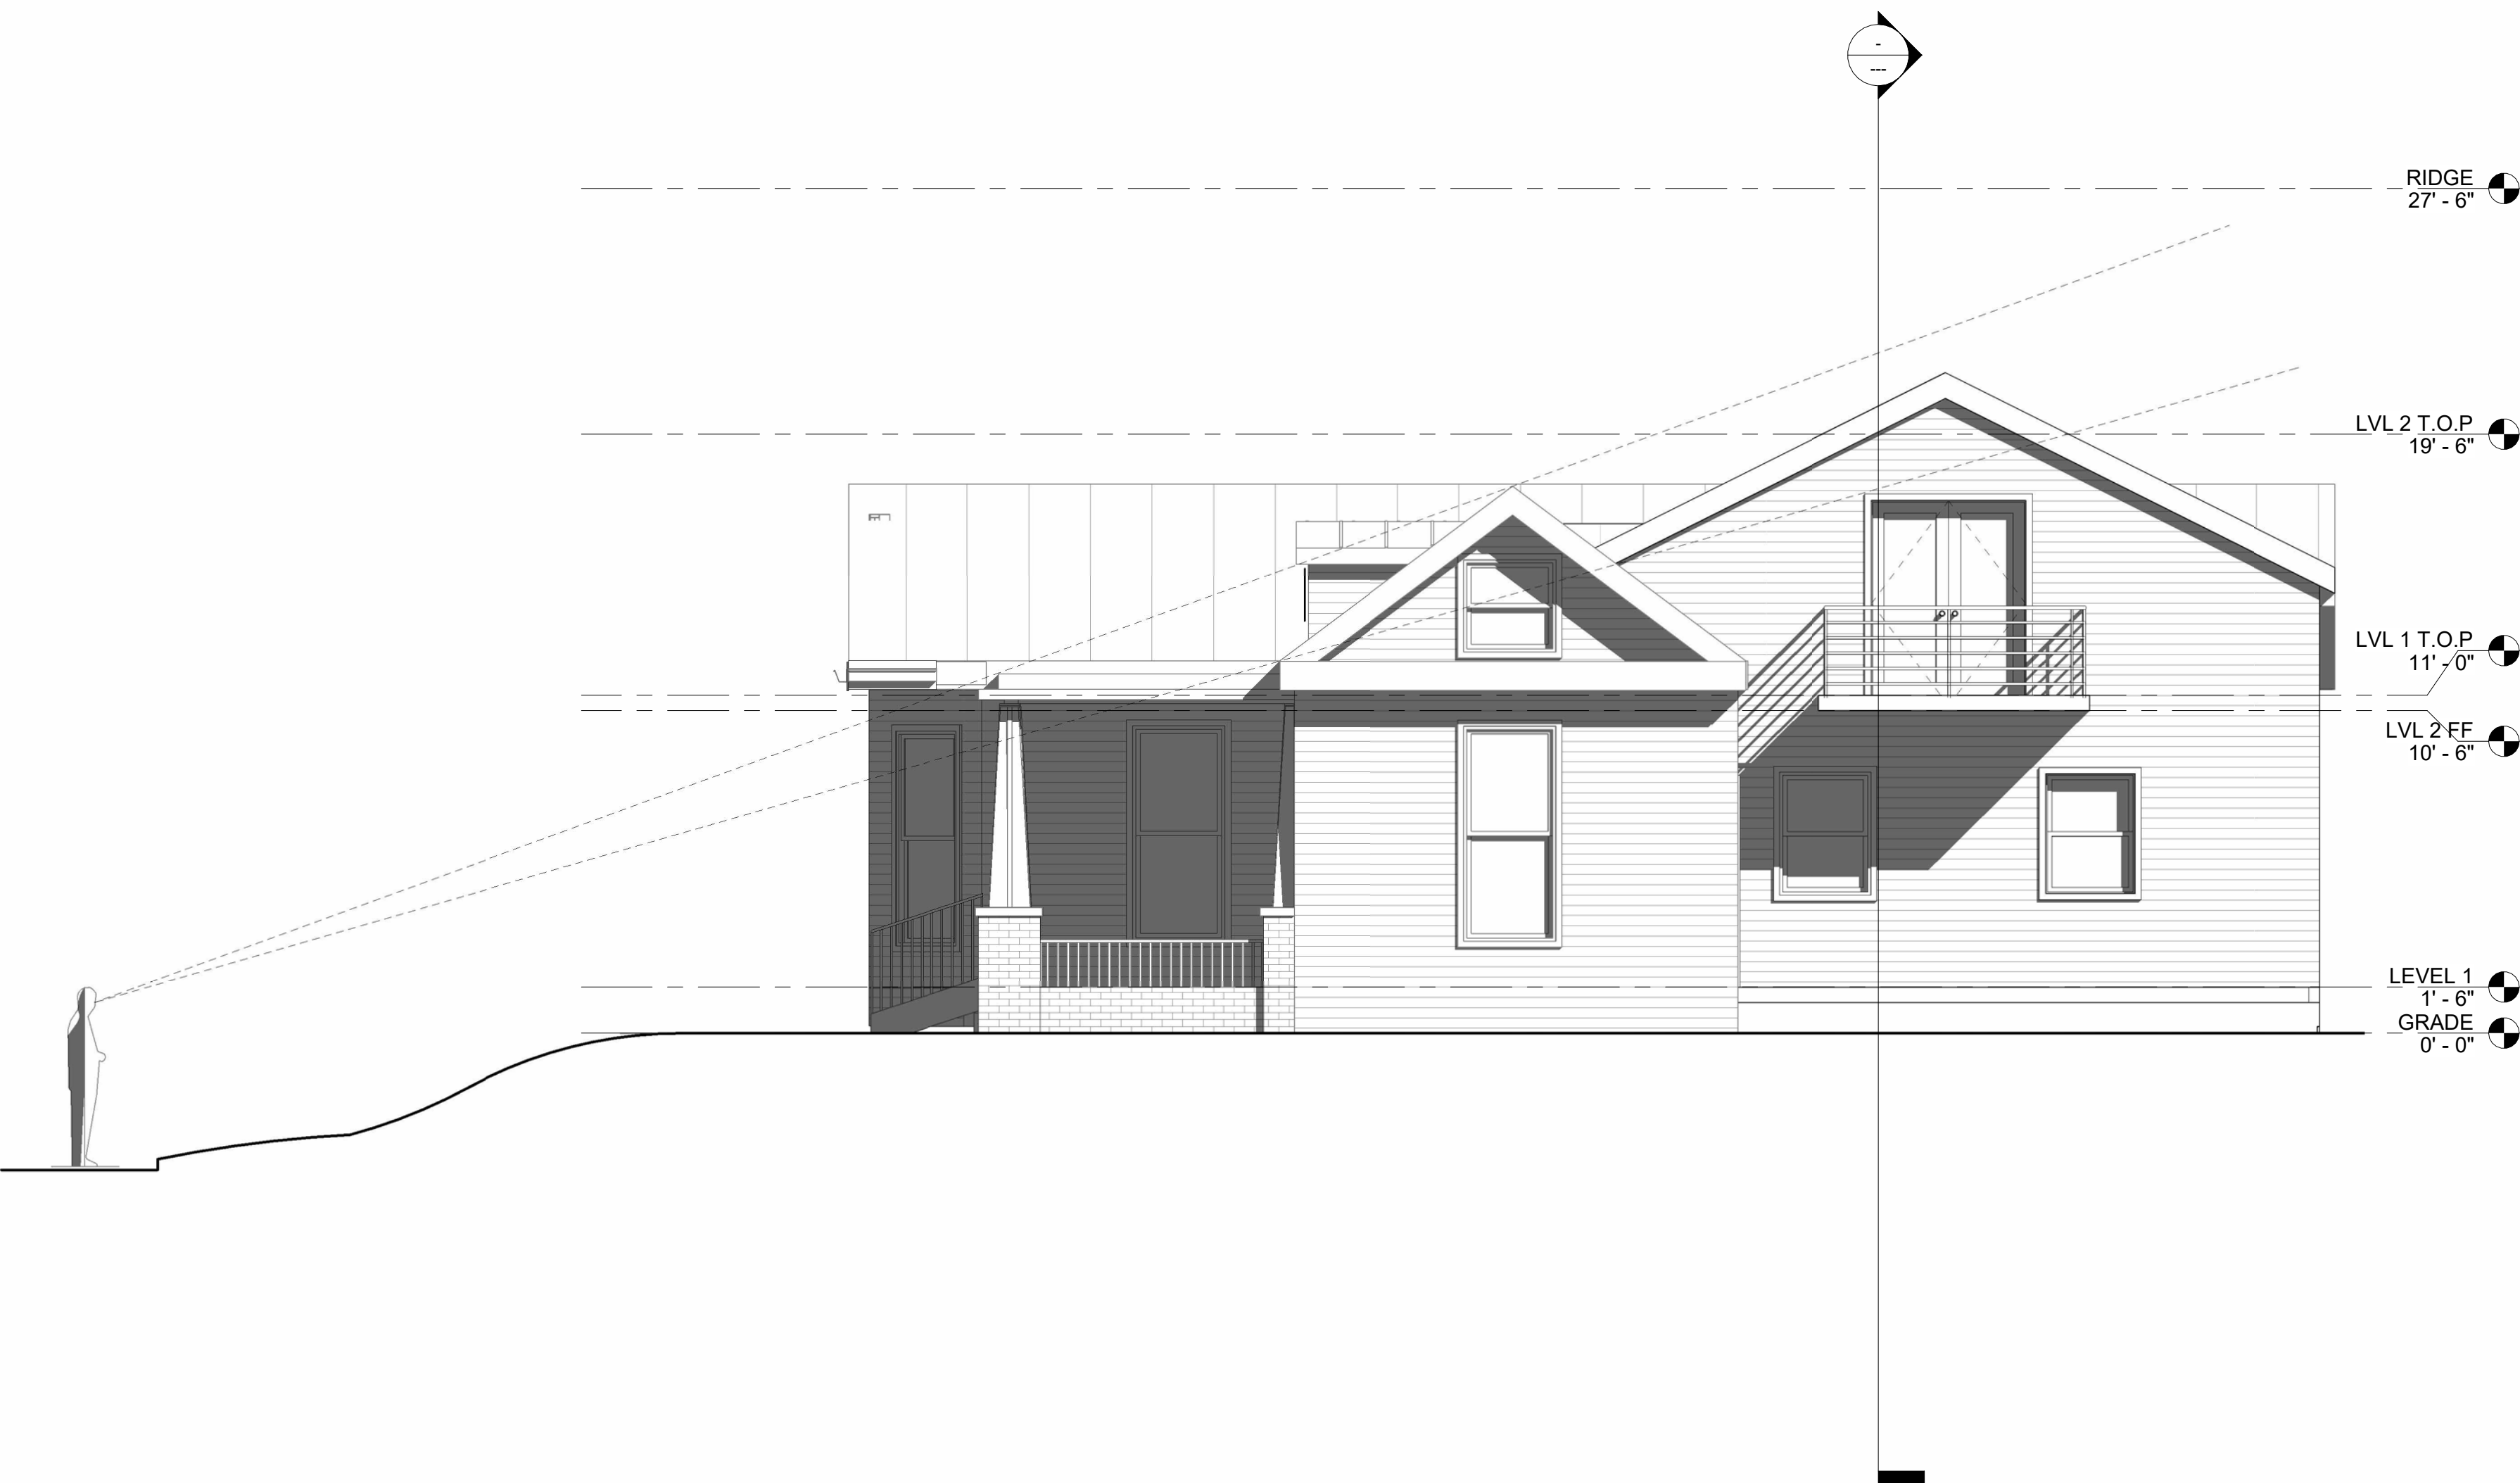 -
---
RIDGE
27' - 6"
LVL 2 T.O.P
19' - 6"
LVL 1 T.O.P
11' - 0"
LVL 2 FF
10' - 6"
LEVEL 1
1' - 6"
GRADE
0' - 0"